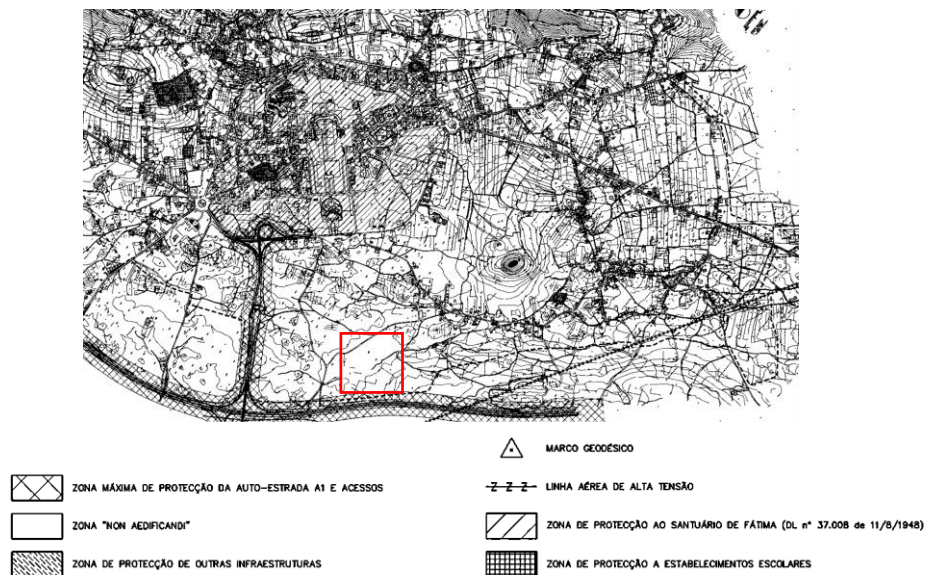 MARCO GEODÉSICO
ZONA MÁXIMA DE PROTECÇÃO DA AUTO-ESTRADA A1 E ACESSOS
Z Z Z LINHA AÉREA DE ALTA TENSÃO
ZONA "NON AEDIFICANDI"
ZONA DE PROTECÇÃO AO SANTUÁRIO DE FÁTIMA (DL nº 37.008 de 11/8/1948)
ZONA DE PROTECÇÃO DE OUTRAS INFRAESTRUTURAS
ZONA DE PROTECÇÃO A ESTABELECIMENTOS ESCOLARES